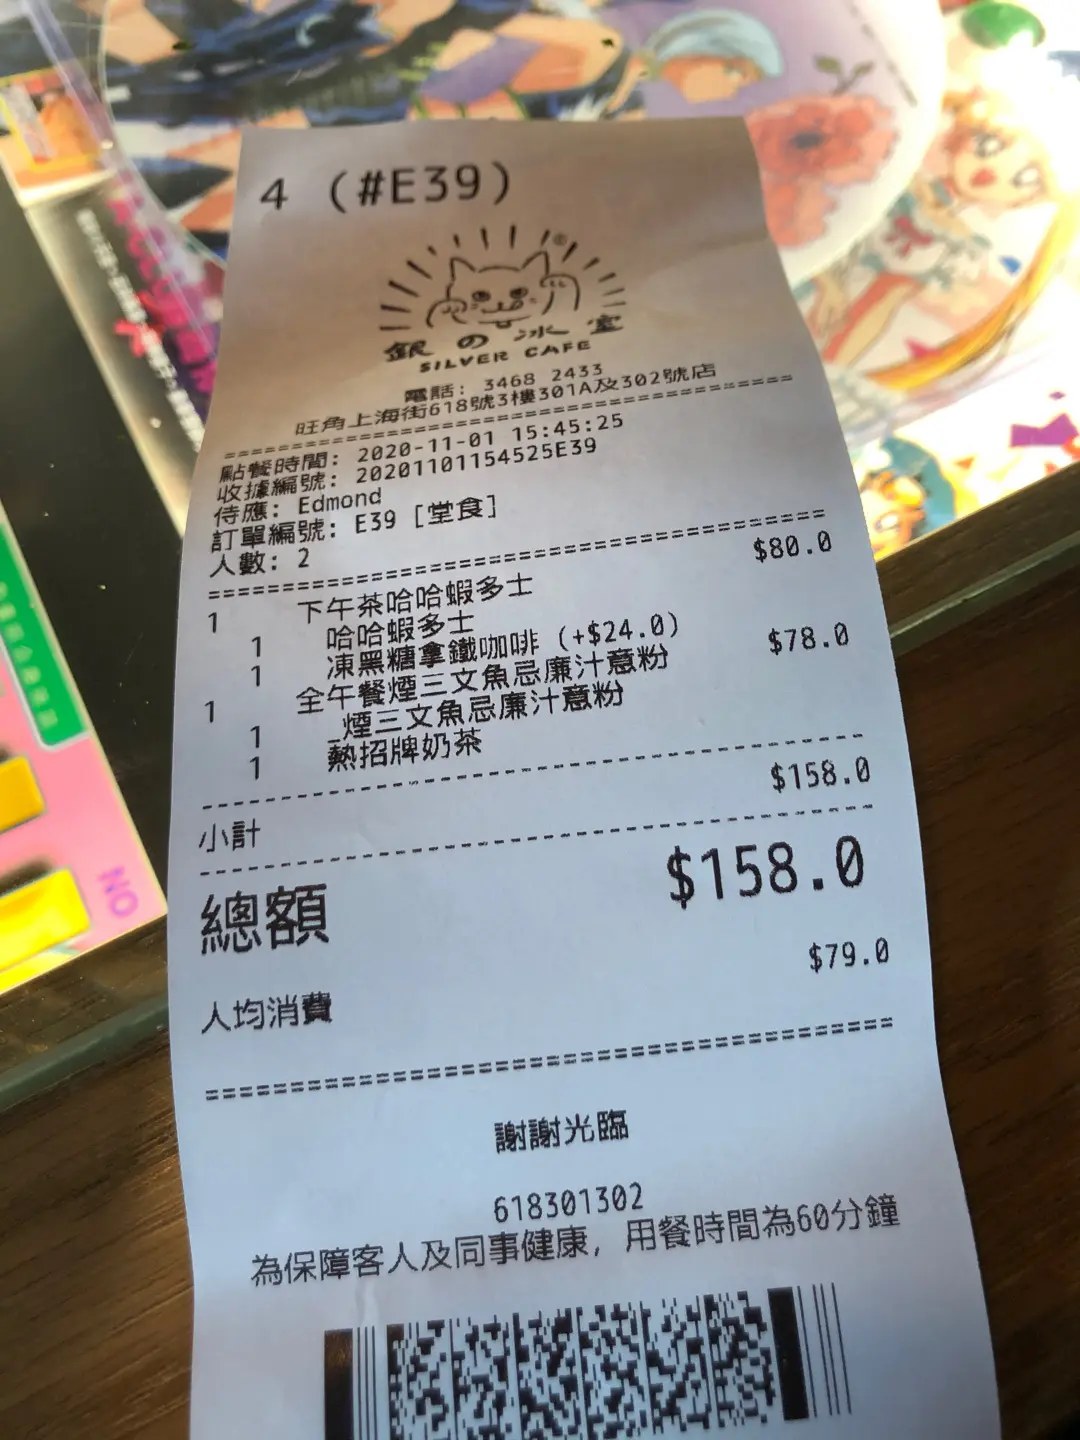 4 (#E39)
銀の冰室
SILVER CAFE
電話: 3468 2433
旺角上海街618號3樓301A及302號店
點餐時間: 2020-11-01 15:45:25
收據編號: 20201101154525E39
侍應: Edmond
訂單編號: E39 [堂食]
人數: 2
1 下午茶哈哈蝦多士 $80.0
1 哈哈蝦多士
1 凍黑糖拿鐵咖啡 (+$24.0)
1 全午餐煙三文魚忌廉汁意粉 $78.0
1 _煙三文魚忌廉汁意粉
1 熱招牌奶茶
小計 $158.0
總額 $158.0
人均消費 $79.0
謝謝光臨
618301302
為保障客人及同事健康, 用餐時間為60分鐘
NO